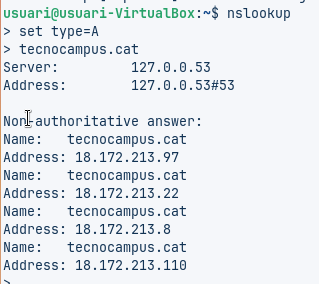 usuari@usuari-VirtualBox:~$ nslookup
> set type=A
> tecnocampus.cat
Server:         127.0.0.53
Address:        127.0.0.53#53

Non-authoritative answer:
Name:   tecnocampus.cat
Address: 18.172.213.97
Name:   tecnocampus.cat
Address: 18.172.213.22
Name:   tecnocampus.cat
Address: 18.172.213.8
Name:   tecnocampus.cat
Address: 18.172.213.110
>